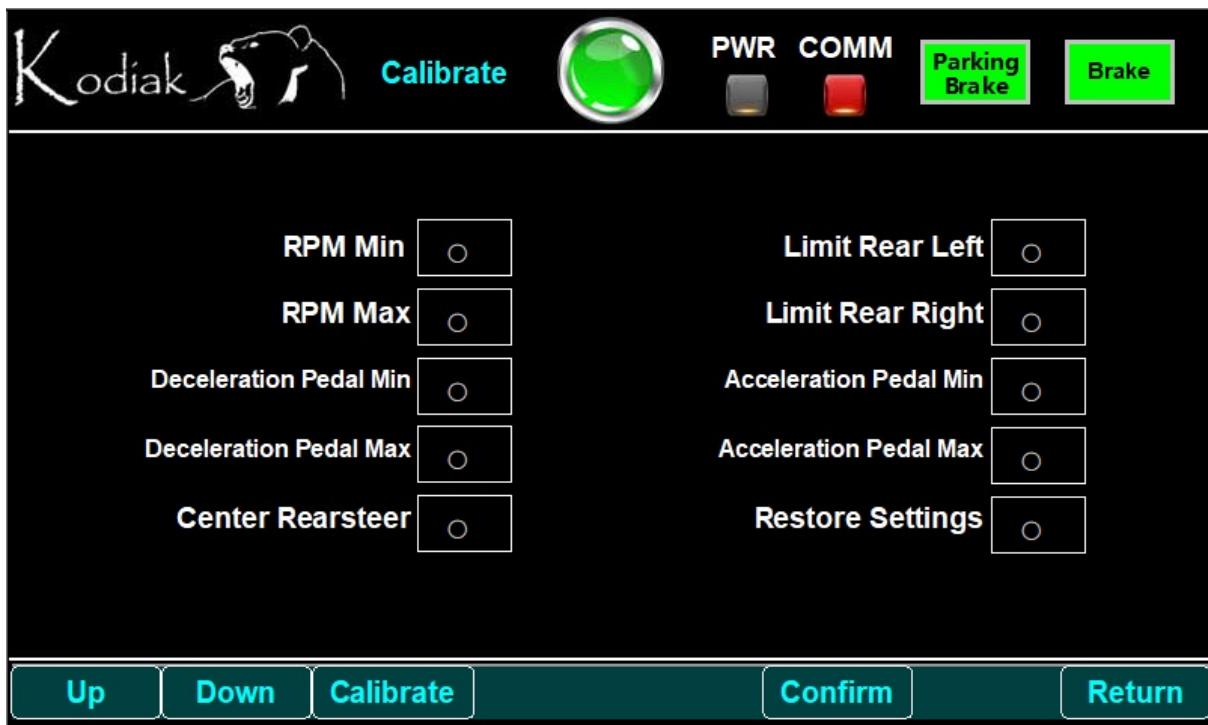 Kodiak
Calibrate
PWR COMM
Parking
Brake
Brake
RPM Min
RPM Max
Deceleration Pedal Min
Deceleration Pedal Max
Center Rearsteer
Limit Rear Left
Limit Rear Right
Acceleration Pedal Min
Acceleration Pedal Max
Restore Settings
Up Down Calibrate Confirm Return